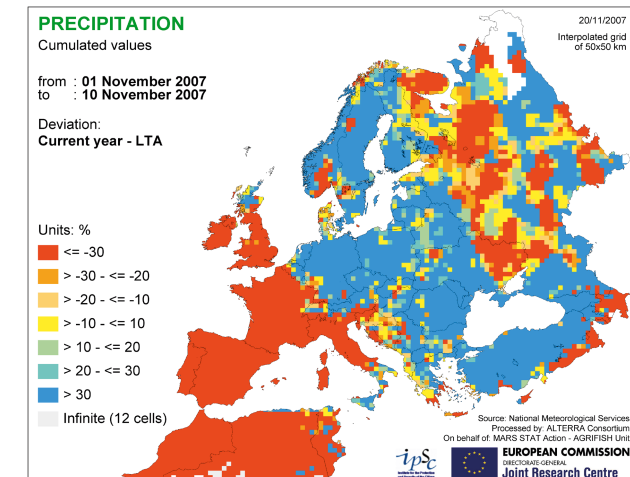 PRECIPITATION
Cumulated values
from : 01 November 2007
to : 10 November 2007
Deviation:
Current year - LTA
20/11/2007
Interpolated grid
of 50x50 km
Units: %
<= -30
> -30 - <= -20
> -20 - <= -10
> -10 - <= 10
> 10 - <= 20
> 20 - <= 30
> 30
Infinite (12 cells)
Source: National Meteorological Services
Processed by: ALTERRA Consortium
On behalf of: MARS STAT Action - AGRIFISH Unit
ipsc
EUROPEAN COMMISSION
DIRECTORATE-GENERAL
Joint Research Centre